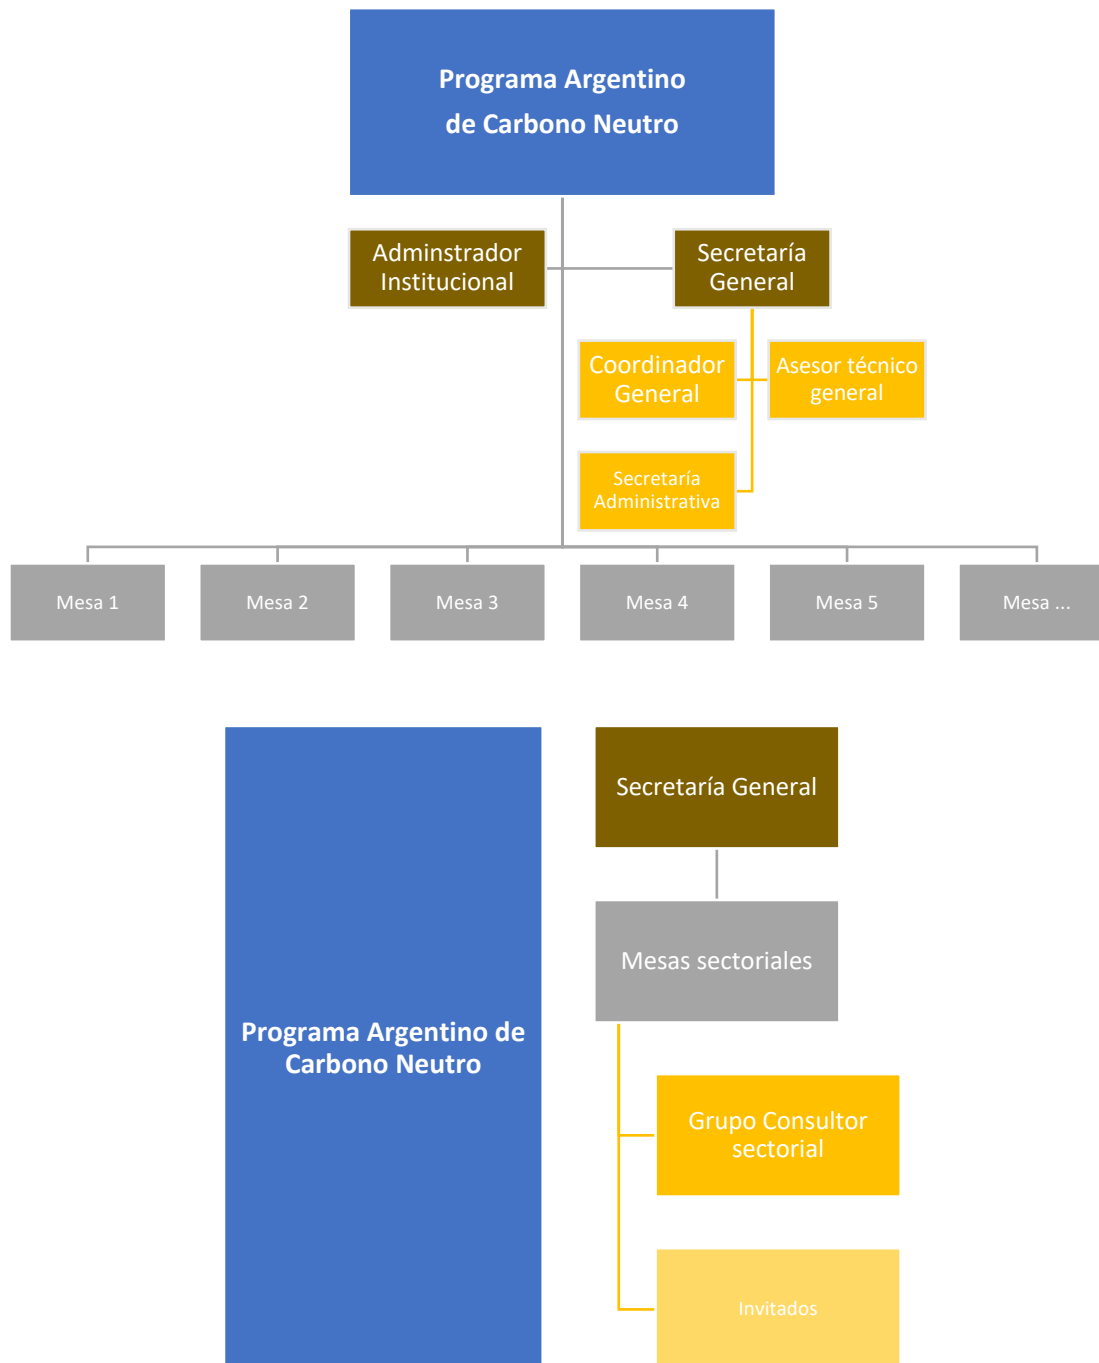 Programa Argentino
de Carbono Neutro
Adminstrador
Institucional
Secretaría
General
Coordinador
General
Asesor técnico
general
Secretaría
Administrativa
Mesa 1
Mesa 2
Mesa 3
Mesa 4
Mesa 5
Mesa ...
Programa Argentino de
Carbono Neutro
Secretaría General
Mesas sectoriales
Grupo Consultor
sectorial
Invitados